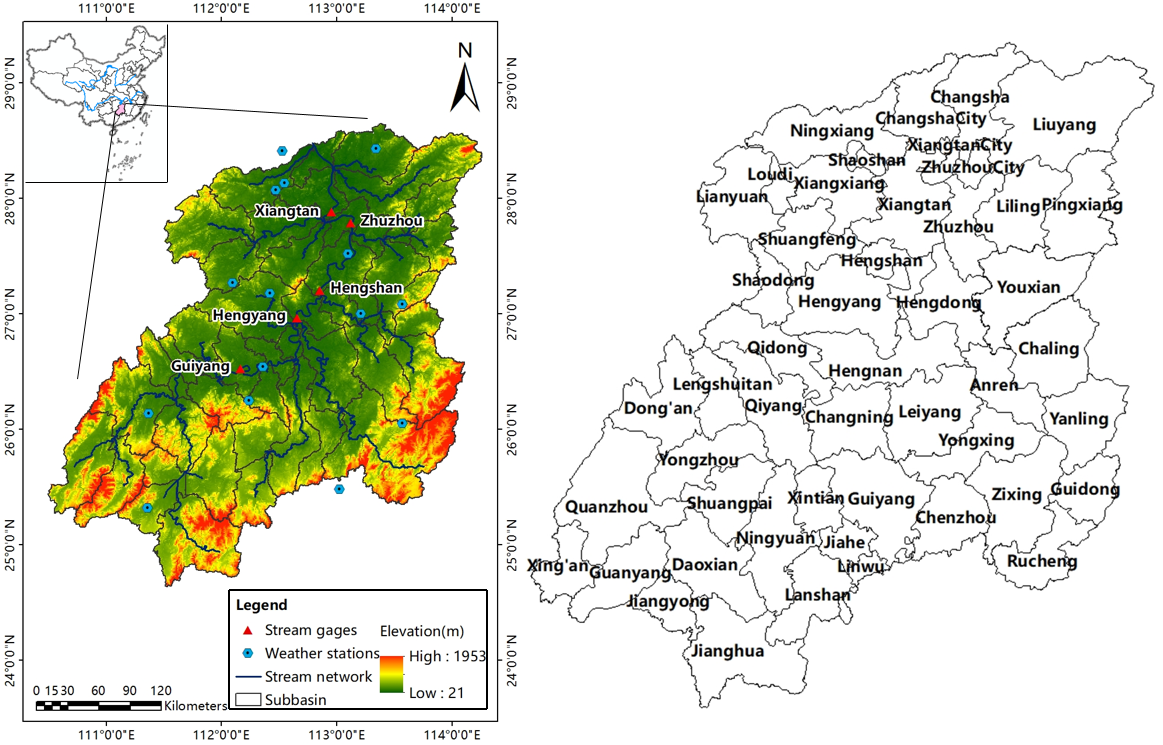 111°0'0"E 112°0'0"E 113°0'0"E 114°0'0"E
29°0'0"N
28°0'0"N
27°0'0"N
26°0'0"N
25°0'0"N
24°0'0"N
N
Xiangtan
Zhuzhou
Hengshan
Hengyang
Guiyang
Legend
Stream gages
Weather stations
Stream network
Subbasin
Elevation(m)
High : 1953
Low : 21
0 15 30 60 90 120
Kilometers
29°0'0"N
28°0'0"N
27°0'0"N
26°0'0"N
25°0'0"N
24°0'0"N
111°0'0"E 112°0'0"E 113°0'0"E 114°0'0"E
Changsha
ChangshaCity
Liuyang
Ningxiang
XiangtanCity
Shaoshan
ZhuzhouCity
Loudi
Xiangxiang
Lianyuan
Xiangtan
Liling
Pingxiang
Zhuzhou
Shuangfeng
Hengshan
Shaodong
Youxian
Hengyang
Hengdong
Qidong
Chaling
Hengnan
Lengshuitan
Anren
Dong'an
Qiyang
Changning
Leiyang
Yanling
Yongxing
Yongzhou
Quanzhou
Shuangpai
Xintian
Guiyang
Zixing
Guidong
Chenzhou
Ningyuan
Jiahe
Xing'an
Guanyang
Daoxian
Linwu
Rucheng
Jiangyong
Lanshan
Jianghua